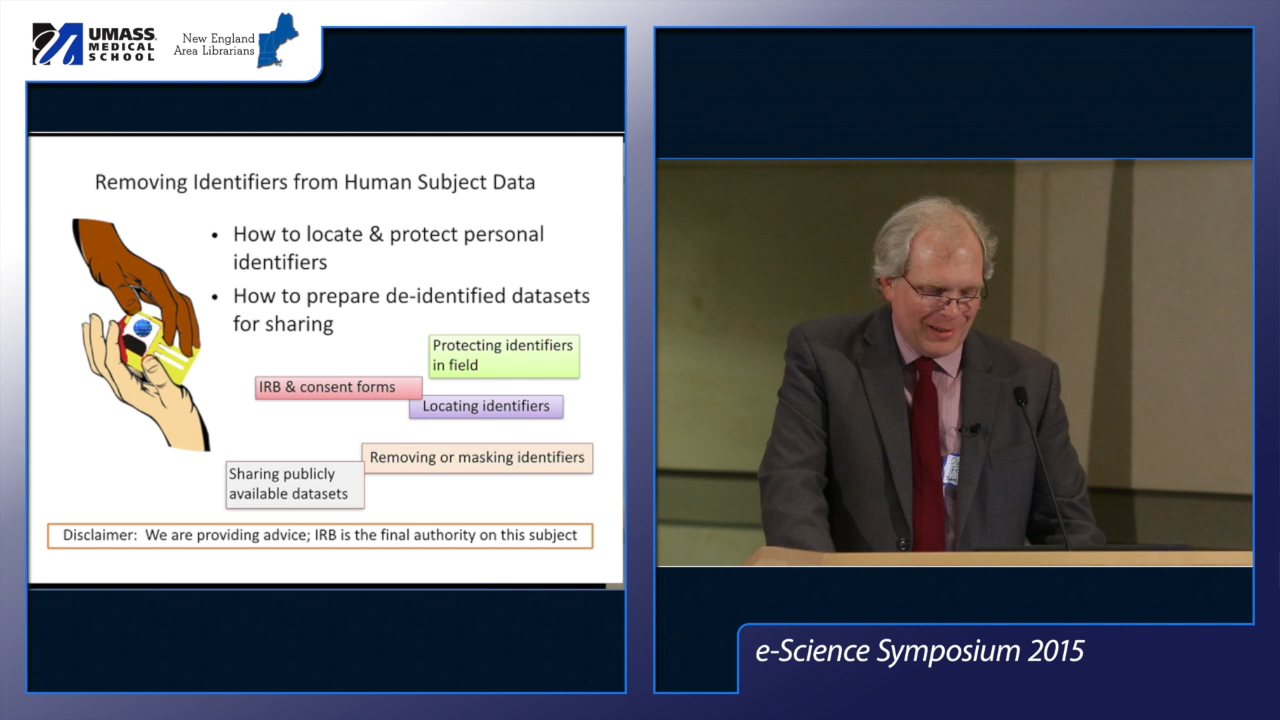 UMASS
MEDICAL
SCHOOL
New England
Area Librarians
Removing Identifiers from Human Subject Data
• How to locate & protect personal
identifiers
• How to prepare de-identified datasets
for sharing
Protecting identifiers
in field
IRB & consent forms
Locating identifiers
Removing or masking identifiers
Sharing publicly
available datasets
Disclaimer: We are providing advice; IRB is the final authority on this subject
e-Science Symposium 2015